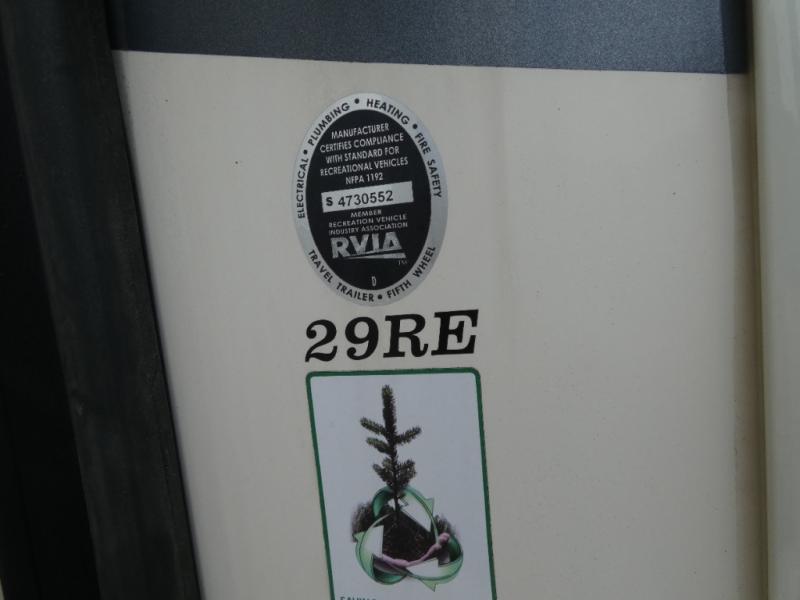 ELECTRICAL • PLUMBING • HEATING • FIRE SAFETY
MANUFACTURER
CERTIFIES COMPLIANCE
WITH STANDARD FOR
RECREATIONAL VEHICLES
NFPA 1192
S 4730552
MEMBER
RECREATION VEHICLE
INDUSTRY ASSOCIATION
RVIA
TM
D
TRAVEL TRAILER • FIFTH WHEEL
29RE